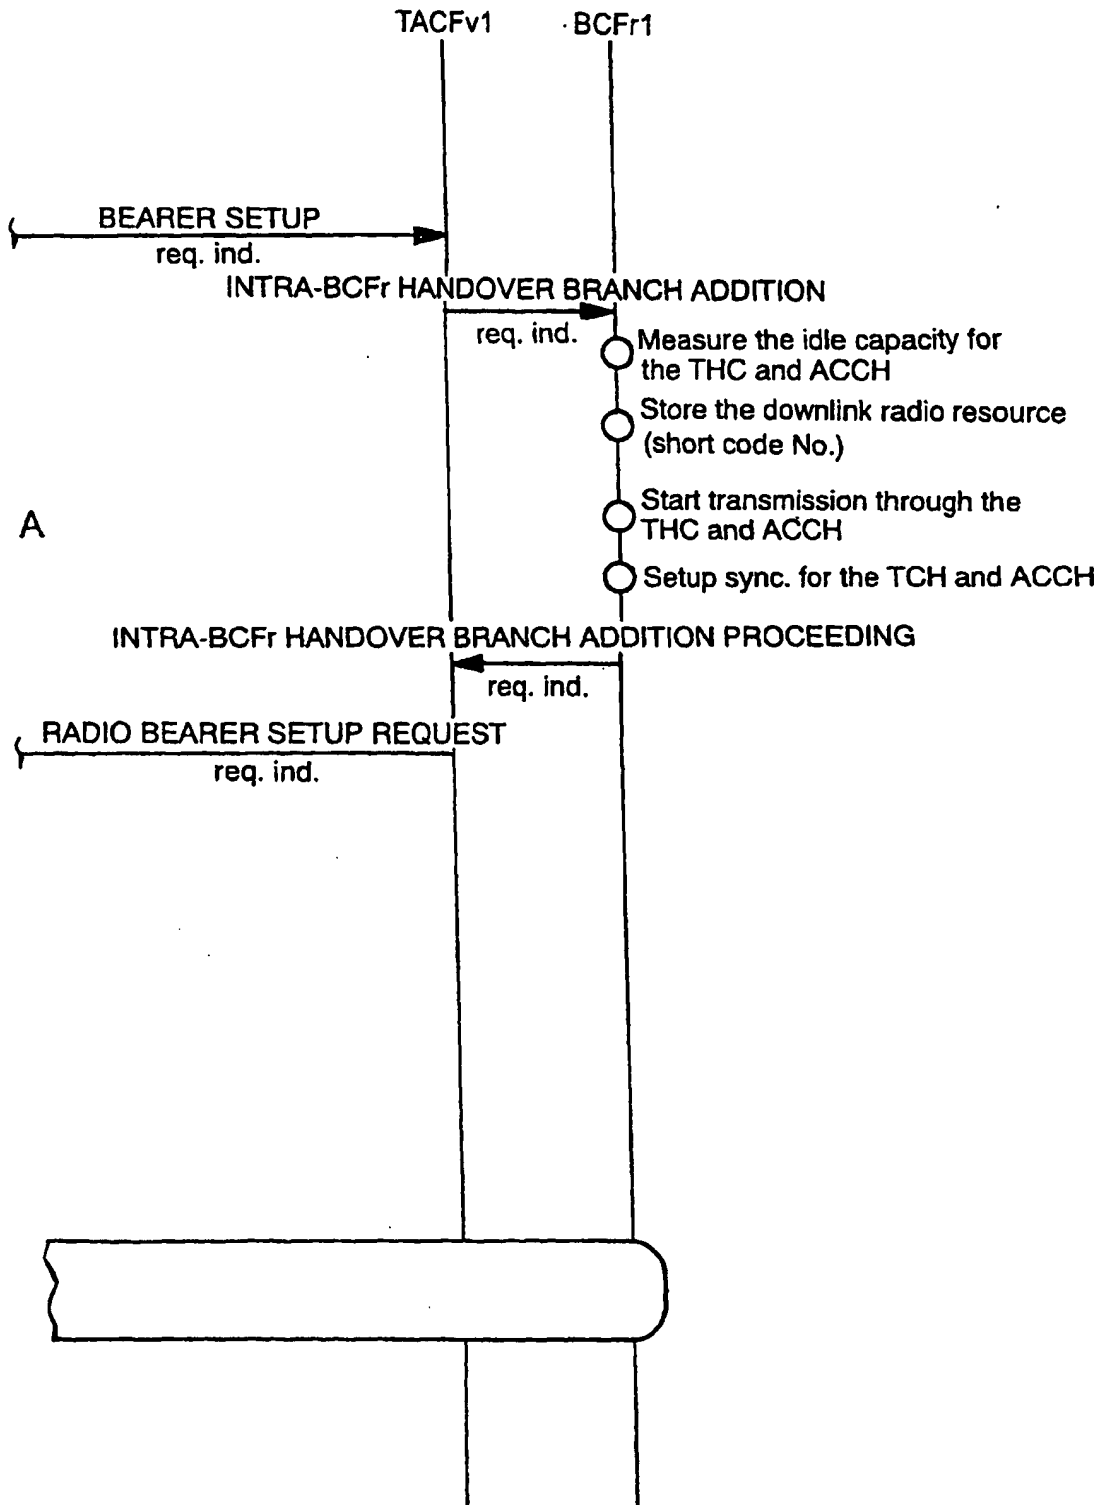 TACFv1
BCFr1
BEARER SETUP
req. ind.
INTRA-BCFr HANDOVER BRANCH ADDITION
req. ind.
Measure the idle capacity for
the THC and ACCH
Store the downlink radio resource
(short code No.)
Start transmission through the
THC and ACCH
A
Setup sync. for the TCH and ACCH
INTRA-BCFr HANDOVER BRANCH ADDITION PROCEEDING
req. ind.
RADIO BEARER SETUP REQUEST
req. ind.